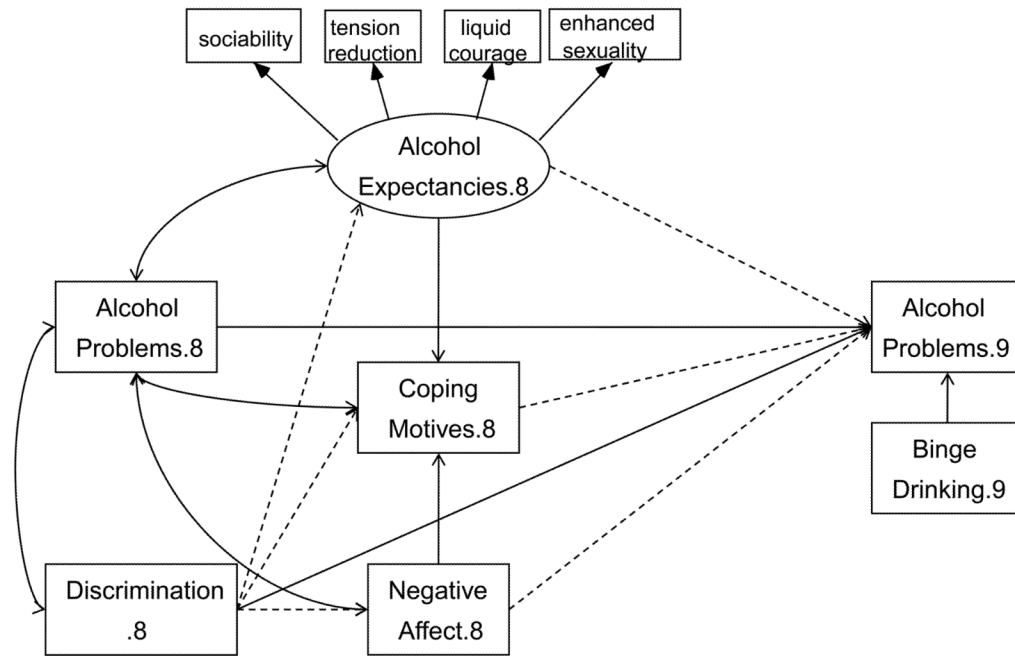 sociability
tension
reduction
liquid
courage
enhanced
sexuality
Alcohol
Expectancies.8
Alcohol
Problems.8
Alcohol
Problems.9
Coping
Motives.8
Binge
Drinking.9
Discrimination
.8
Negative
Affect.8